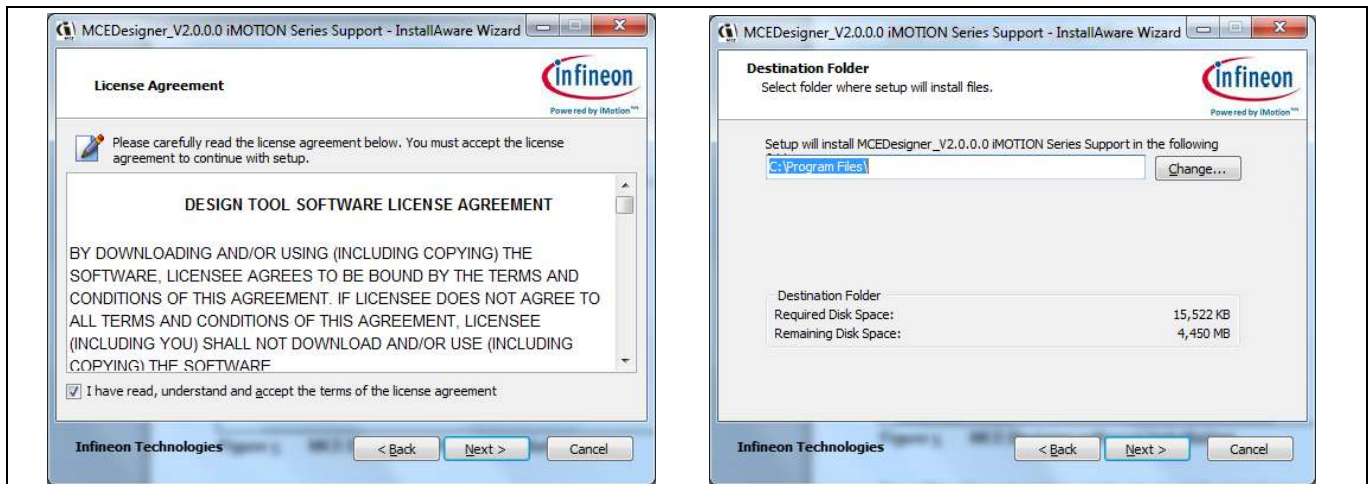 MCEDesigner_V2.0.0.0 iMOTION Series Support - InstallAware Wizard
License Agreement
infineon
Powered by iMotion™
Please carefully read the license agreement below. You must accept the license
agreement to continue with setup.
DESIGN TOOL SOFTWARE LICENSE AGREEMENT
BY DOWNLOADING AND/OR USING (INCLUDING COPYING) THE
SOFTWARE, LICENSEE AGREES TO BE BOUND BY THE TERMS AND
CONDITIONS OF THIS AGREEMENT. IF LICENSEE DOES NOT AGREE TO
ALL TERMS AND CONDITIONS OF THIS AGREEMENT, LICENSEE
(INCLUDING YOU) SHALL NOT DOWNLOAD AND/OR USE (INCLUDING
COPYING) THE SOFTWARE
I have read, understand and accept the terms of the license agreement
Infineon Technologies
< Back
Next >
Cancel
MCEDesigner_V2.0.0.0 iMOTION Series Support - InstallAware Wizard
Destination Folder
Select folder where setup will install files.
infineon
Powered by iMotion™
Setup will install MCEDesigner_V2.0.0.0 iMOTION Series Support in the following
C:\Program Files\
Change...
Destination Folder
Required Disk Space: 15,522 KB
Remaining Disk Space: 4,450 MB
Infineon Technologies
< Back
Next >
Cancel